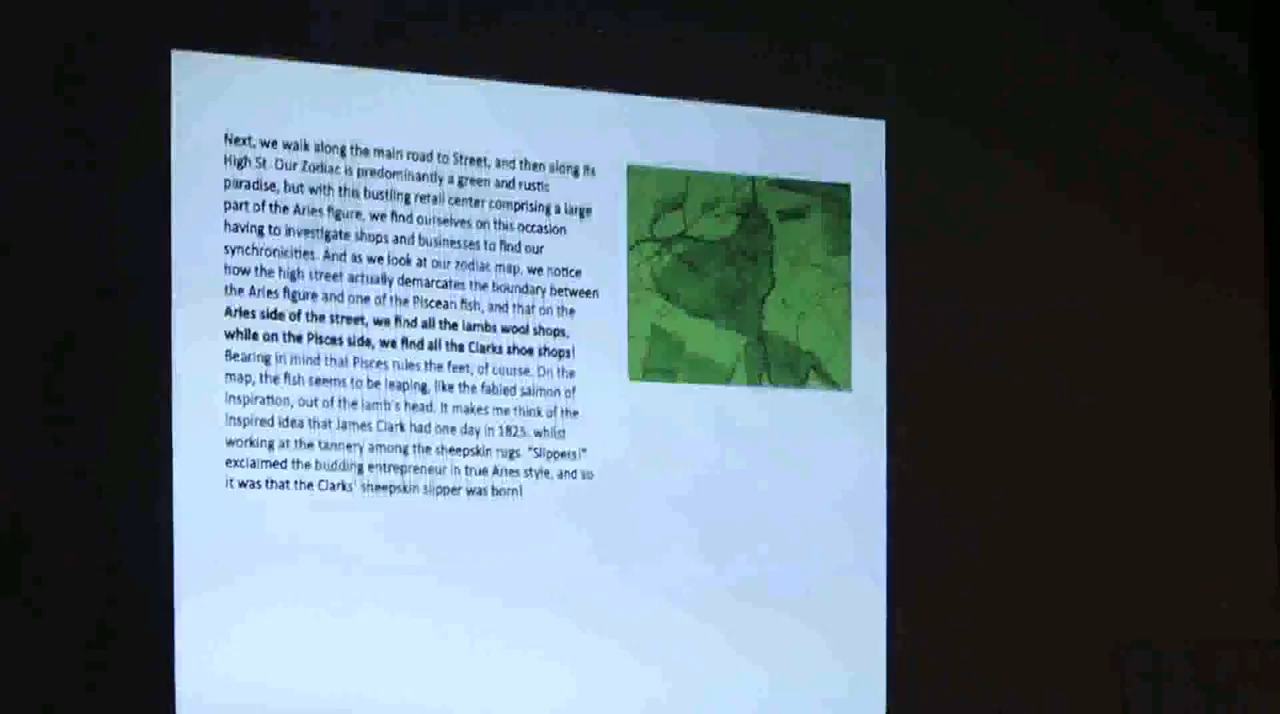 Next, we walk along the main road to Street, and then along its
High St. Our Zodiac is predominantly a green and rustic
paradise, but with this bustling retail center comprising a large
part of the Aries figure, we find ourselves on this occasion
having to investigate shops and businesses to find our
synchronicities. And as we look at our zodiac map, we notice
how the high street actually demarcates the boundary between
the Aries figure and one of the Piscean fish, and that on the
Aries side of the street, we find all the lambs wool shops,
while on the Pisces side, we find all the Clarks shoe shops!
Bearing in mind that Pisces rules the feet, of course. On the
map, the fish seems to be leaping, like the fabled salmon of
Inspiration, out of the lamb's head. It makes me think of the
inspired idea that James Clark had one day in 1825, whilst
working at the tannery among the sheepskin rugs. "Slippers!"
exclaimed the budding entrepreneur in true Aries style, and so
it was that the Clarks' sheepskin slipper was born!